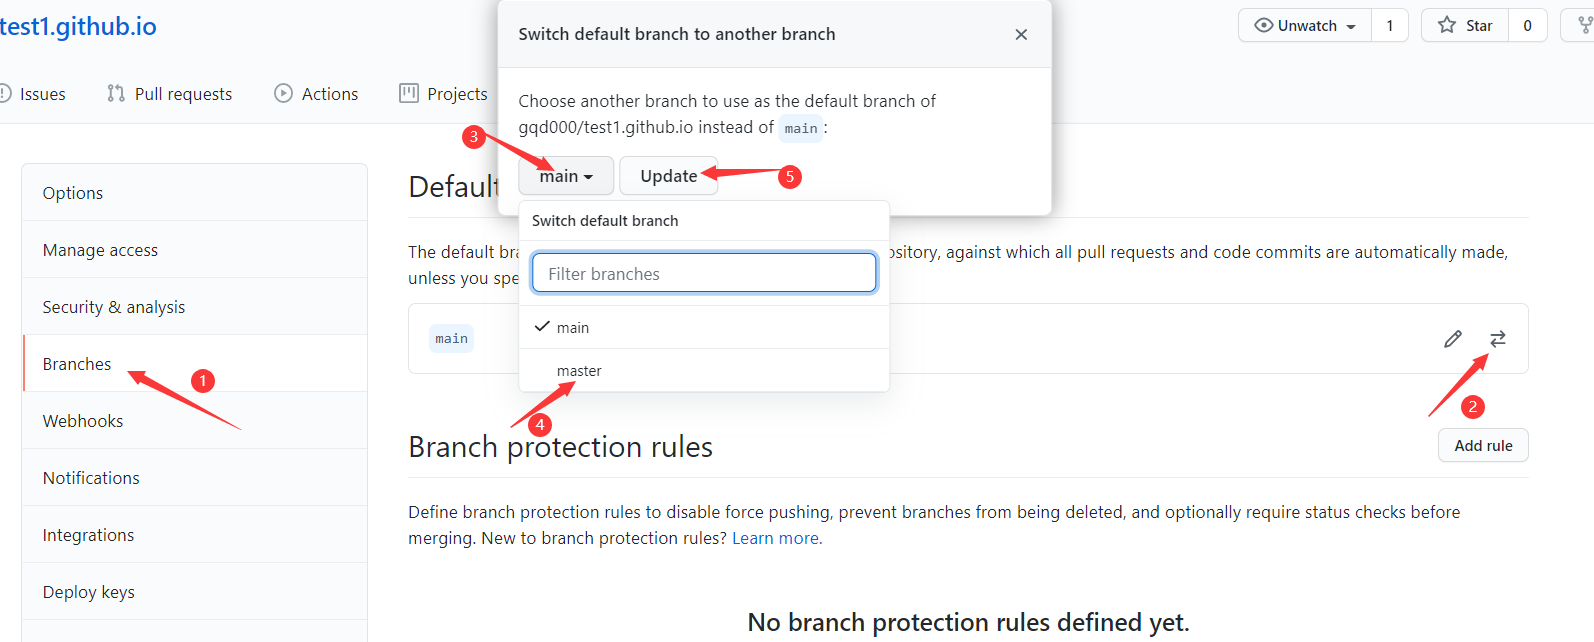 test1.github.io
Unwatch 1 Star 0
Issues Pull requests Actions Projects
Switch default branch to another branch
Choose another branch to use as the default branch of
gqd000/test1.github.io instead of main:
3
main Update
5
Switch default branch
Filter branches
main
master
4
Options
Manage access
Security & analysis
Branches
1
Webhooks
Notifications
Integrations
Deploy keys
Default
The default bra sitory, against which all pull requests and code commits are automatically made,
unless you spe
main
2
Branch protection rules
Add rule
Define branch protection rules to disable force pushing, prevent branches from being deleted, and optionally require status checks before
merging. New to branch protection rules? Learn more.
No branch protection rules defined yet.